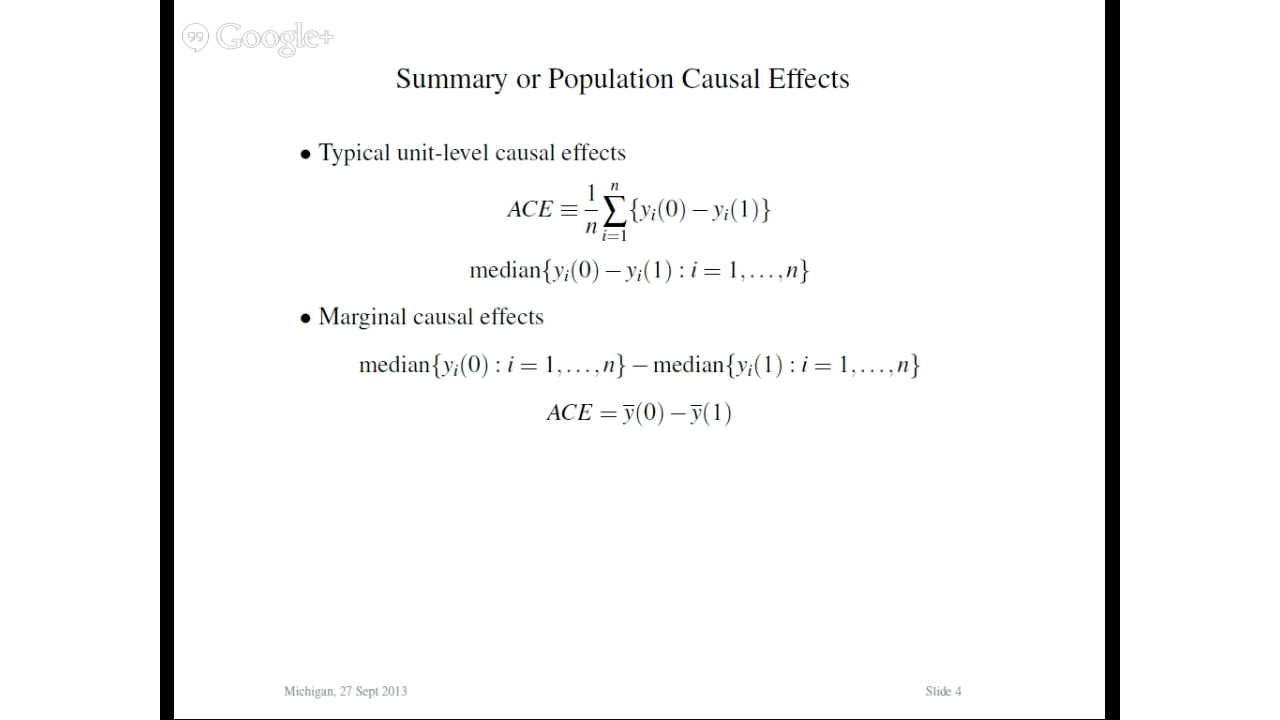 99 Google+
Summary or Population Causal Effects
• Typical unit-level causal effects
ACE ≡ 1/n ∑_{i=1}^{n} {y_i(0) − y_i(1)}
median{y_i(0) − y_i(1) : i = 1,...,n}
• Marginal causal effects
median{y_i(0) : i = 1,...,n} − median{y_i(1) : i = 1,...,n}
ACE = y̅(0) − y̅(1)
Michigan, 27 Sept 2013
Slide 4